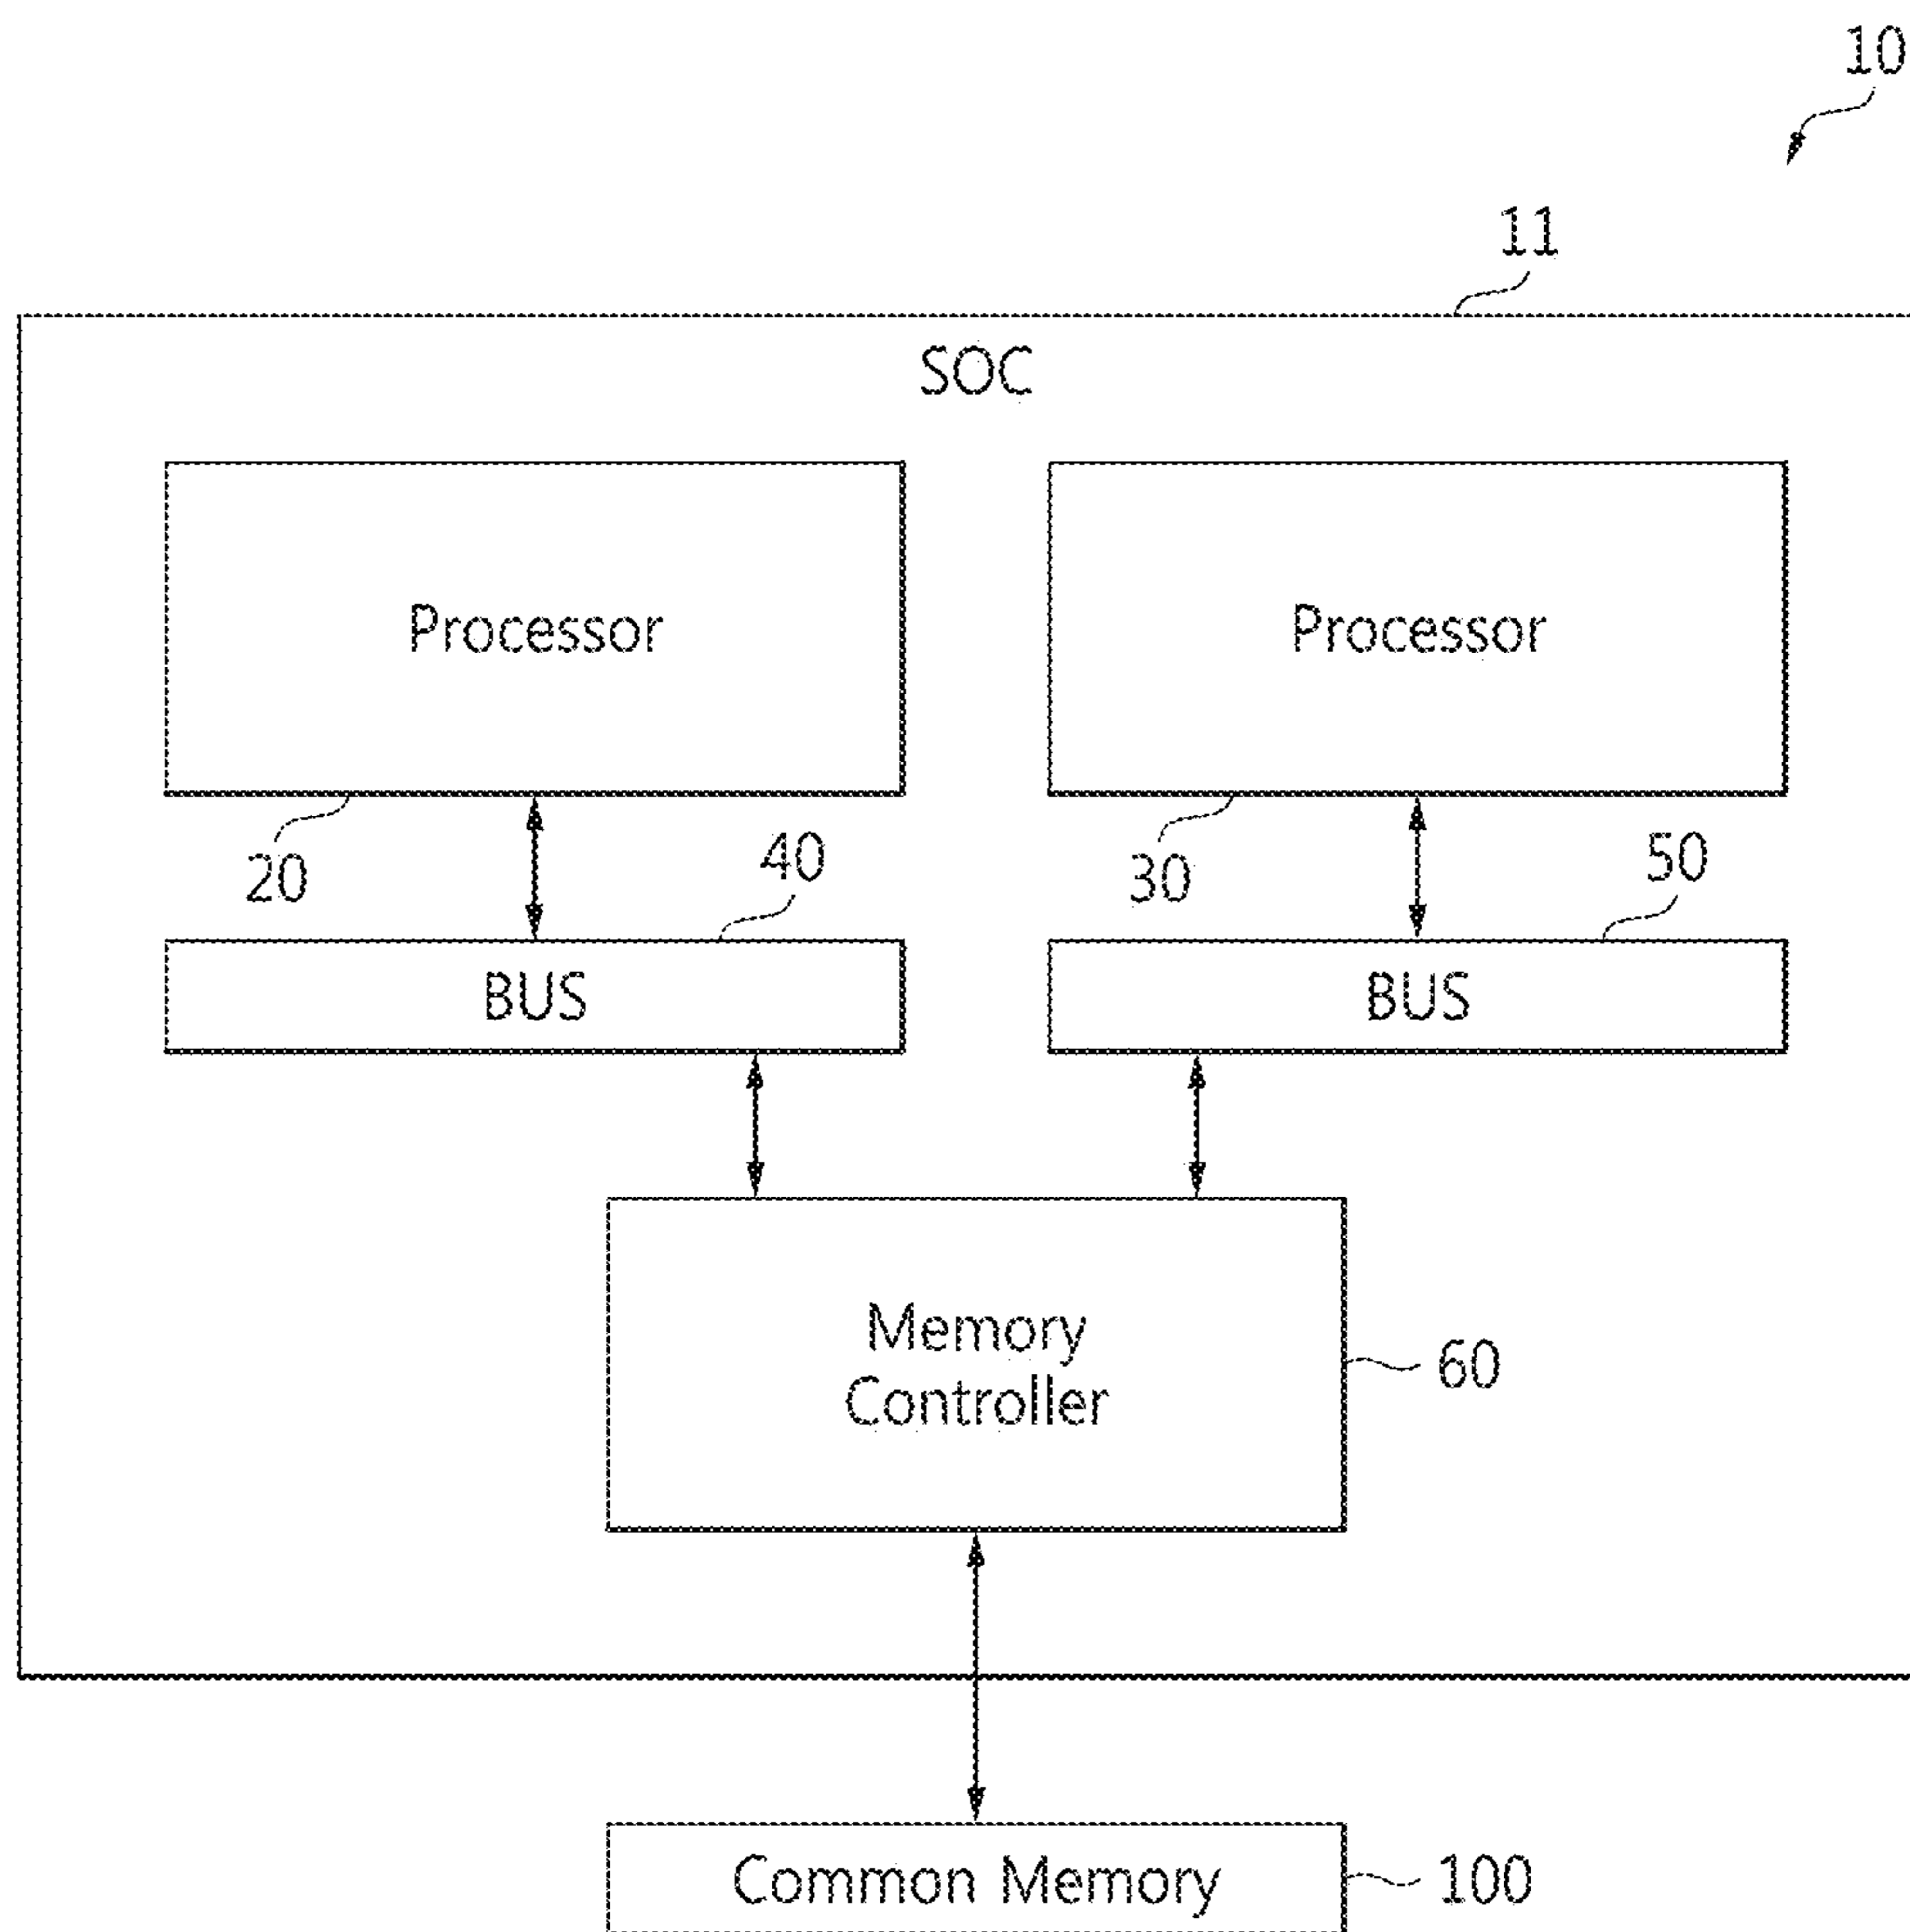 10
11
SOC
Processor
Processor
20
40
30
50
BUS
BUS
Memory
Controller
60
Common Memory
100